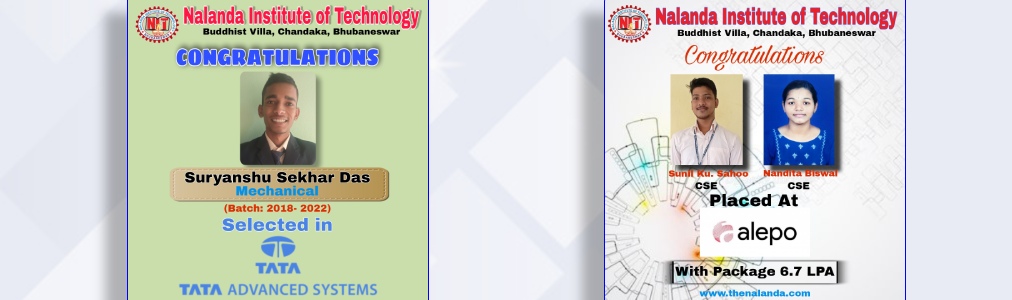 Nalanda Institute of Technology
Buddhist Villa, Chandaka, Bhubaneswar
CONGRATULATIONS
Suryanshu Sekhar Das
Mechanical
(Batch: 2018- 2022)
Selected in
TATA
TATA ADVANCED SYSTEMS
Nalanda Institute of Technology
Buddhist Villa, Chandaka, Bhubaneswar
Congratulations
Sunil Ku. Sahoo
CSE
Nandita Biswal
CSE
Placed At
alepo
With Package 6.7 LPA
www.thenalanda.com